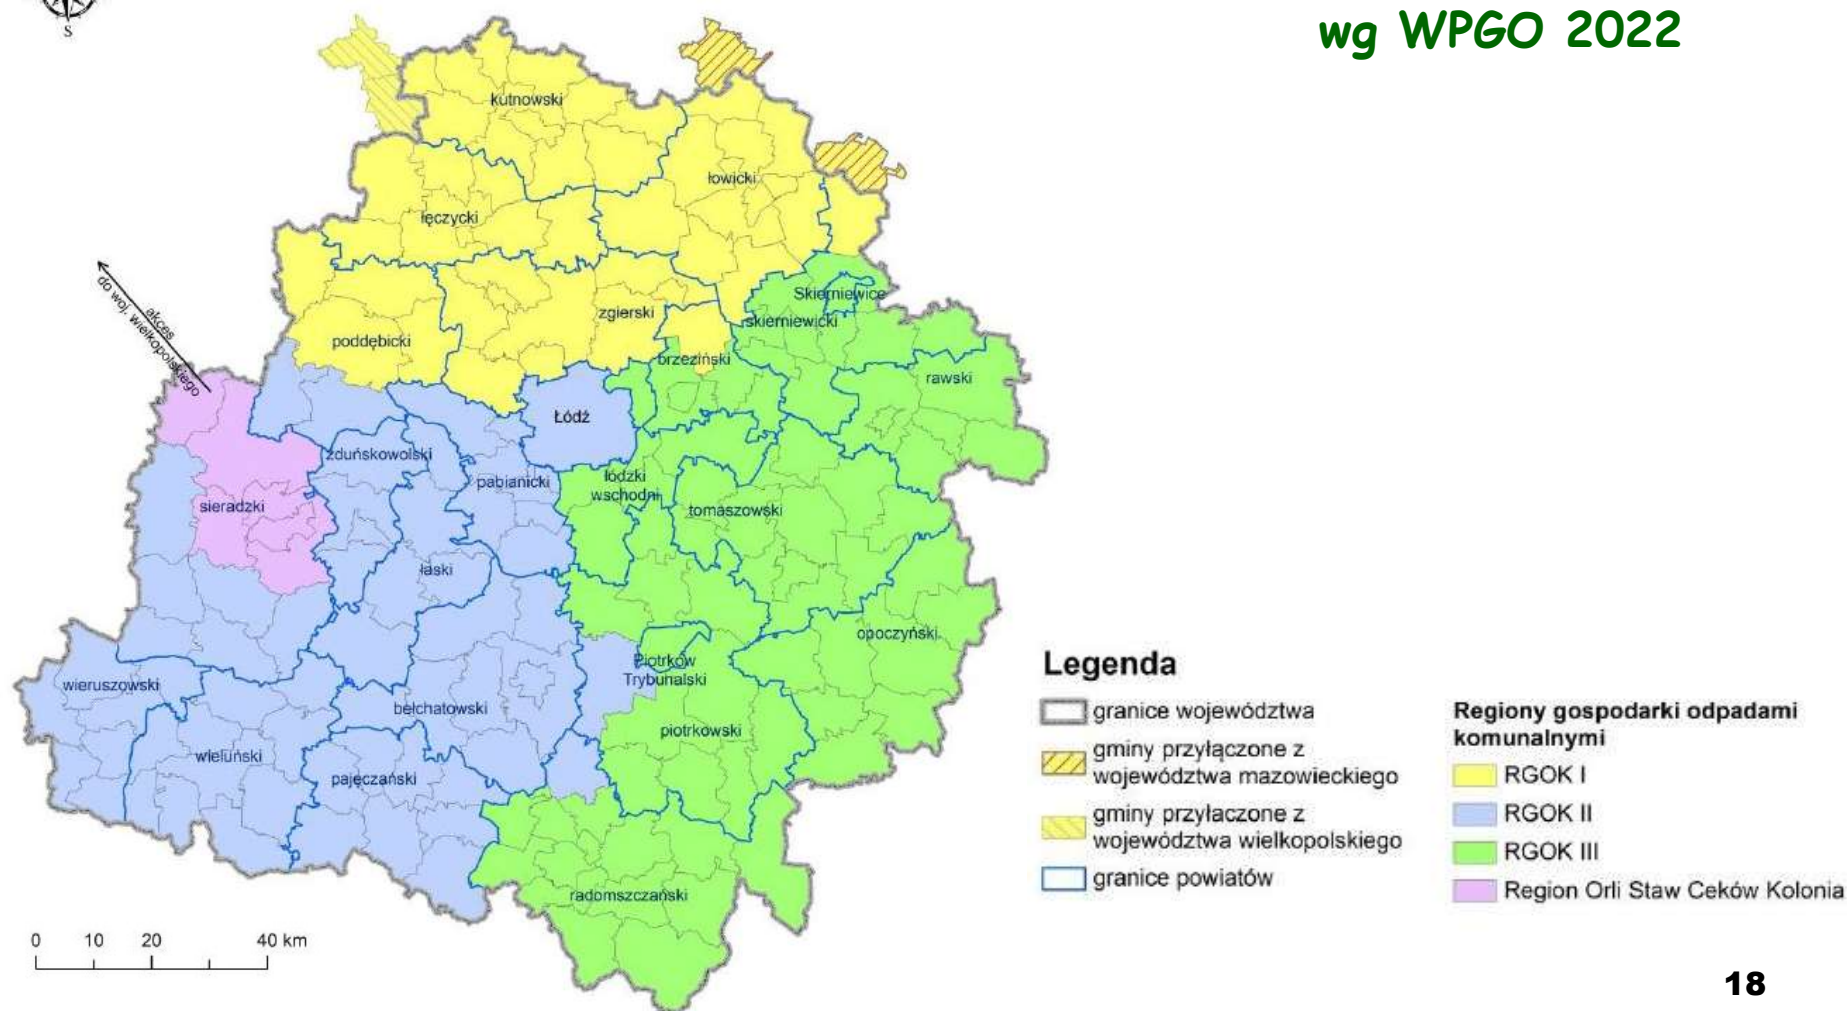 S
wg WPGO 2022
kutnowski
łowicki
łęczycki
akces
do woj. wielkopolskiego
Skierniewice
zgierski
skierniewicki
poddębicki
brzeziński
rawski
Łódź
zduńskowolski
pabianicki
łódzki
wschodni
sieradzki
tomaszowski
łaski
opoczyński
Piotrków
Trybunalski
wieruszowski
bełchatowski
piotrkowski
wieluński
pajęczański
radomszczański
0 10 20 40 km
Legenda
granice województwa
gminy przyłączone z
województwa mazowieckiego
gminy przyłaczone z
województwa wielkopolskiego
granice powiatów
Regiony gospodarki odpadami
komunalnymi
RGOK I
RGOK II
RGOK III
Region Orli Staw Ceków Kolonia
18